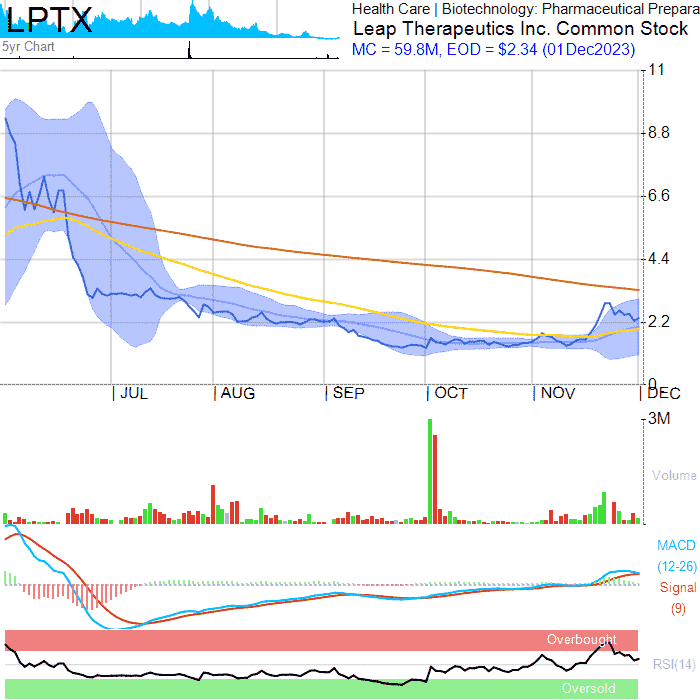 LPTX
Health Care | Biotechnology: Pharmaceutical Prepara
Leap Therapeutics Inc. Common Stock
5yr Chart
MC = 59.8M, EOD = $2.34 (01Dec2023)
11
8.8
6.6
4.4
2.2
0
JUL
AUG
SEP
OCT
NOV
DEC
3M
Volume
MACD
(12-26)
Signal
(9)
Overbought
RSI(14)
Oversold